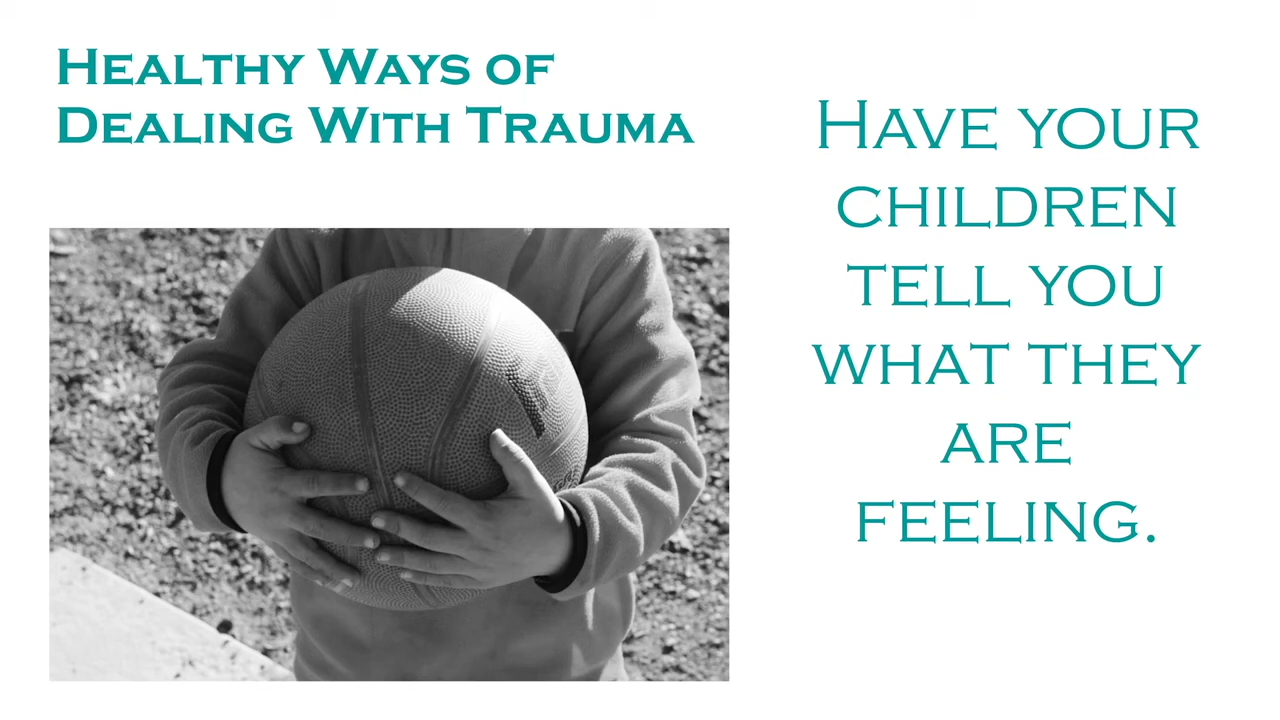 Healthy Ways of
Dealing With Trauma
Have your
children
tell you
what they
are
feeling.